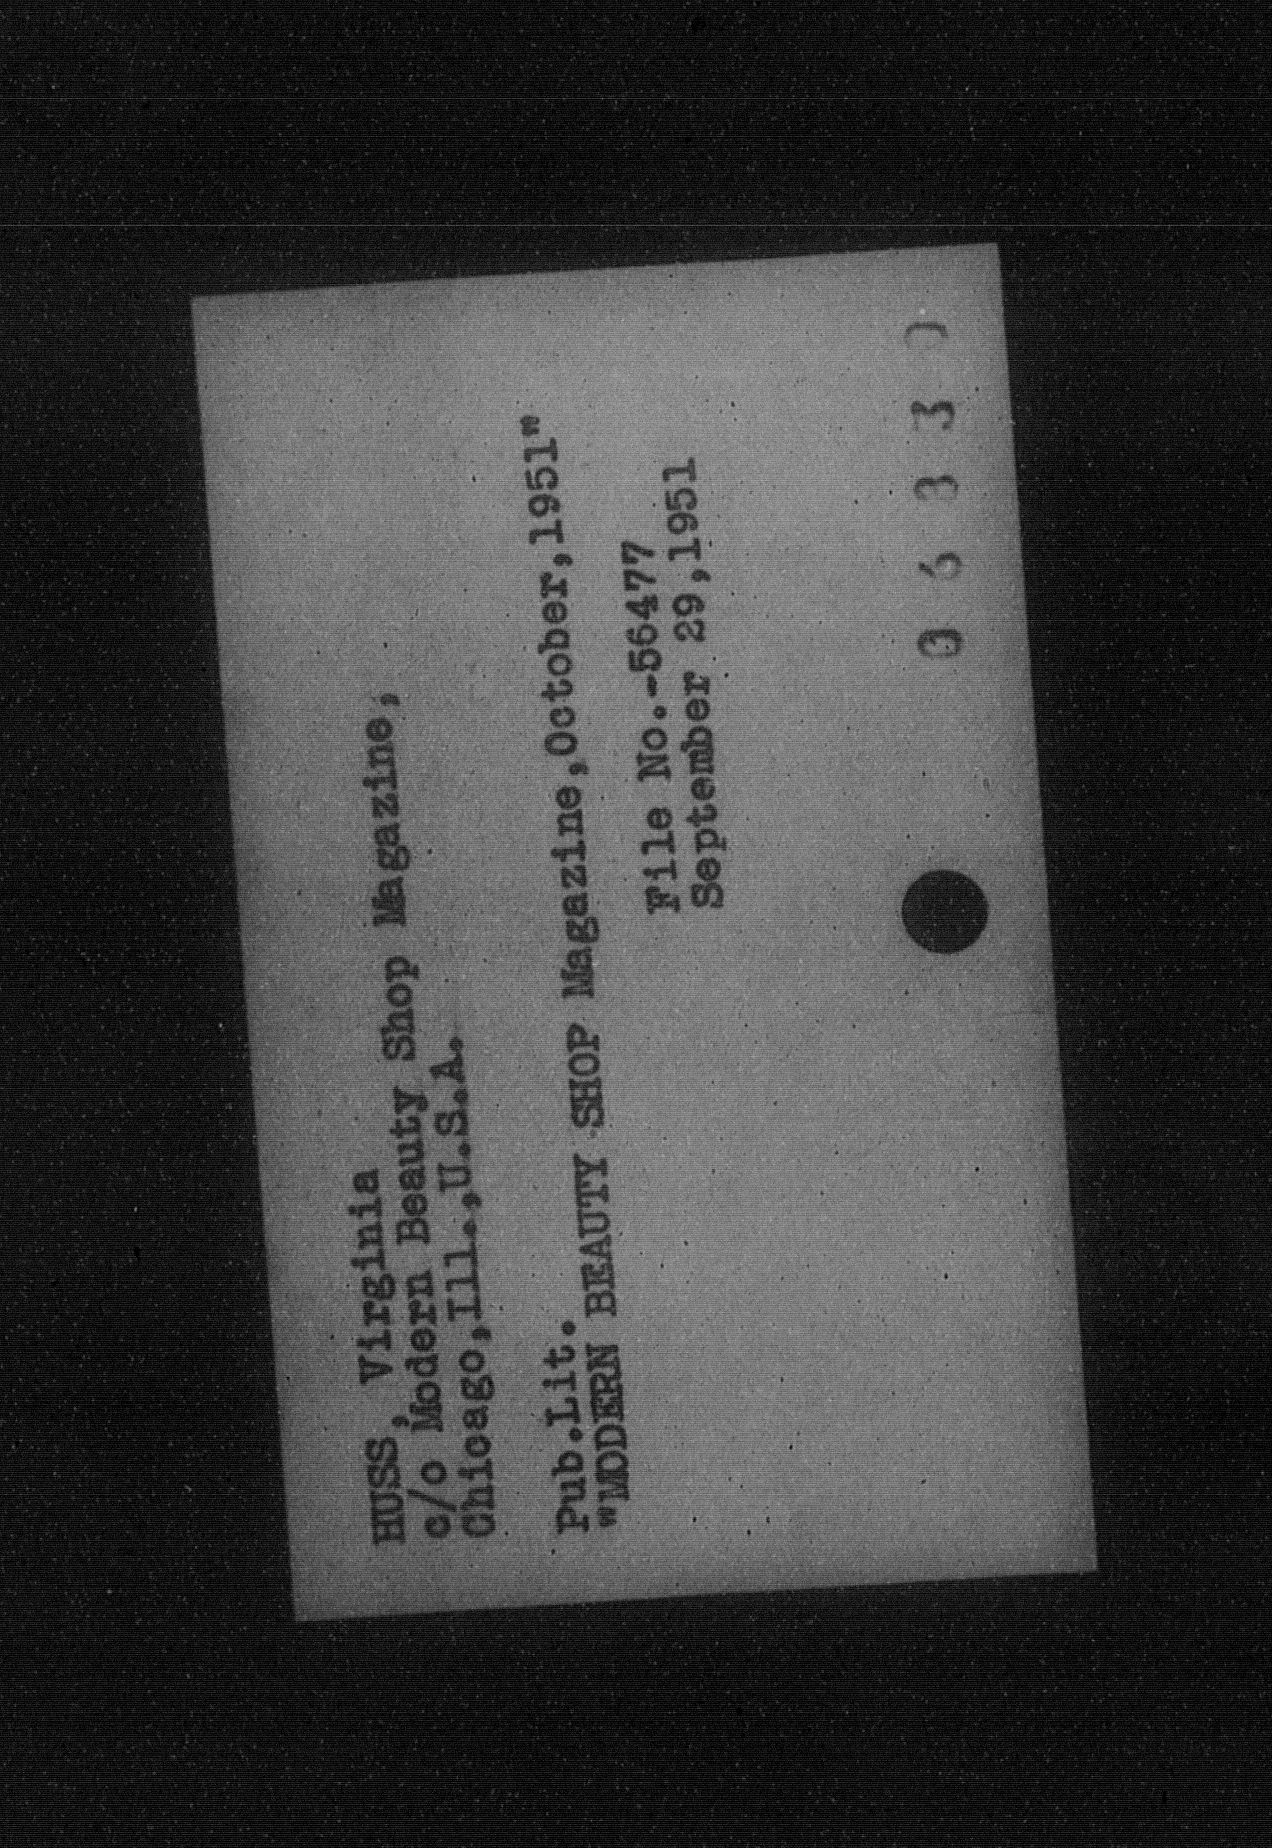 HUSS, Virginia
c/o Modern Beauty Shop Magazine,
Chicago,Ill.,U.S.A.
Pub.Lit.
"MODERN BEAUTY SHOP Magazine,October,1951"
File No.-56477
September 29,1951